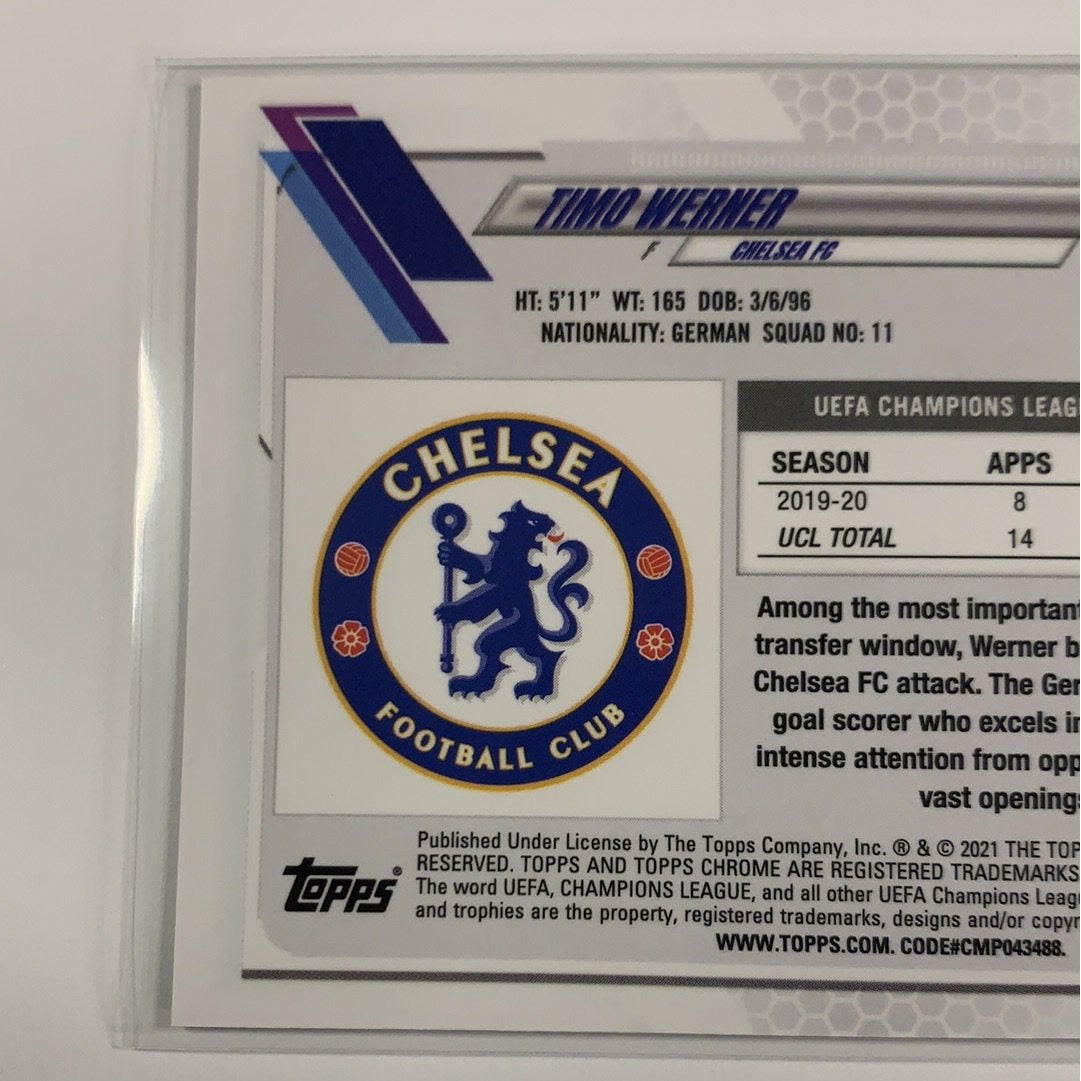 TIMO WERNER
F CHELSEA FC
HT: 5'11" WT: 165 DOB: 3/6/96
NATIONALITY: GERMAN SQUAD NO: 11
CHELSEA
FOOTBALL CLUB
UEFA CHAMPIONS LEAG
SEASON APPS
2019-20 8
UCL TOTAL 14
Among the most important
transfer window, Werner b
Chelsea FC attack. The Ger
goal scorer who excels in
intense attention from opp
vast openings
topps®
Published Under License by The Topps Company, Inc. ® & © 2021 THE TOP
RESERVED. TOPPS AND TOPPS CHROME ARE REGISTERED TRADEMARKS
The word UEFA, CHAMPIONS LEAGUE, and all other UEFA Champions Leagu
and trophies are the property, registered trademarks, designs and/or copyr
WWW.TOPPS.COM. CODE#CMP043488.